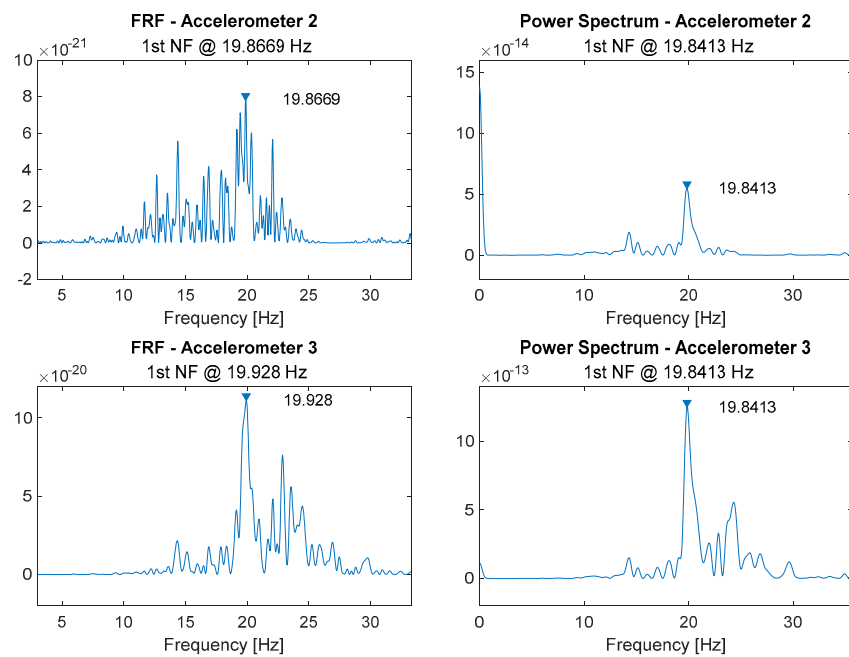 FRF - Accelerometer 2
1st NF @ 19.8669 Hz
×10-21
10
8
6
4
2
0
-2
19.8669
5 10 15 20 25 30
Frequency [Hz]
Power Spectrum - Accelerometer 2
1st NF @ 19.8413 Hz
×10-14
15
10
5
0
19.8413
0 10 20 30
Frequency [Hz]
FRF - Accelerometer 3
1st NF @ 19.928 Hz
×10-20
10
5
0
19.928
5 10 15 20 25 30
Frequency [Hz]
Power Spectrum - Accelerometer 3
1st NF @ 19.8413 Hz
×10-13
10
5
0
19.8413
0 10 20 30
Frequency [Hz]